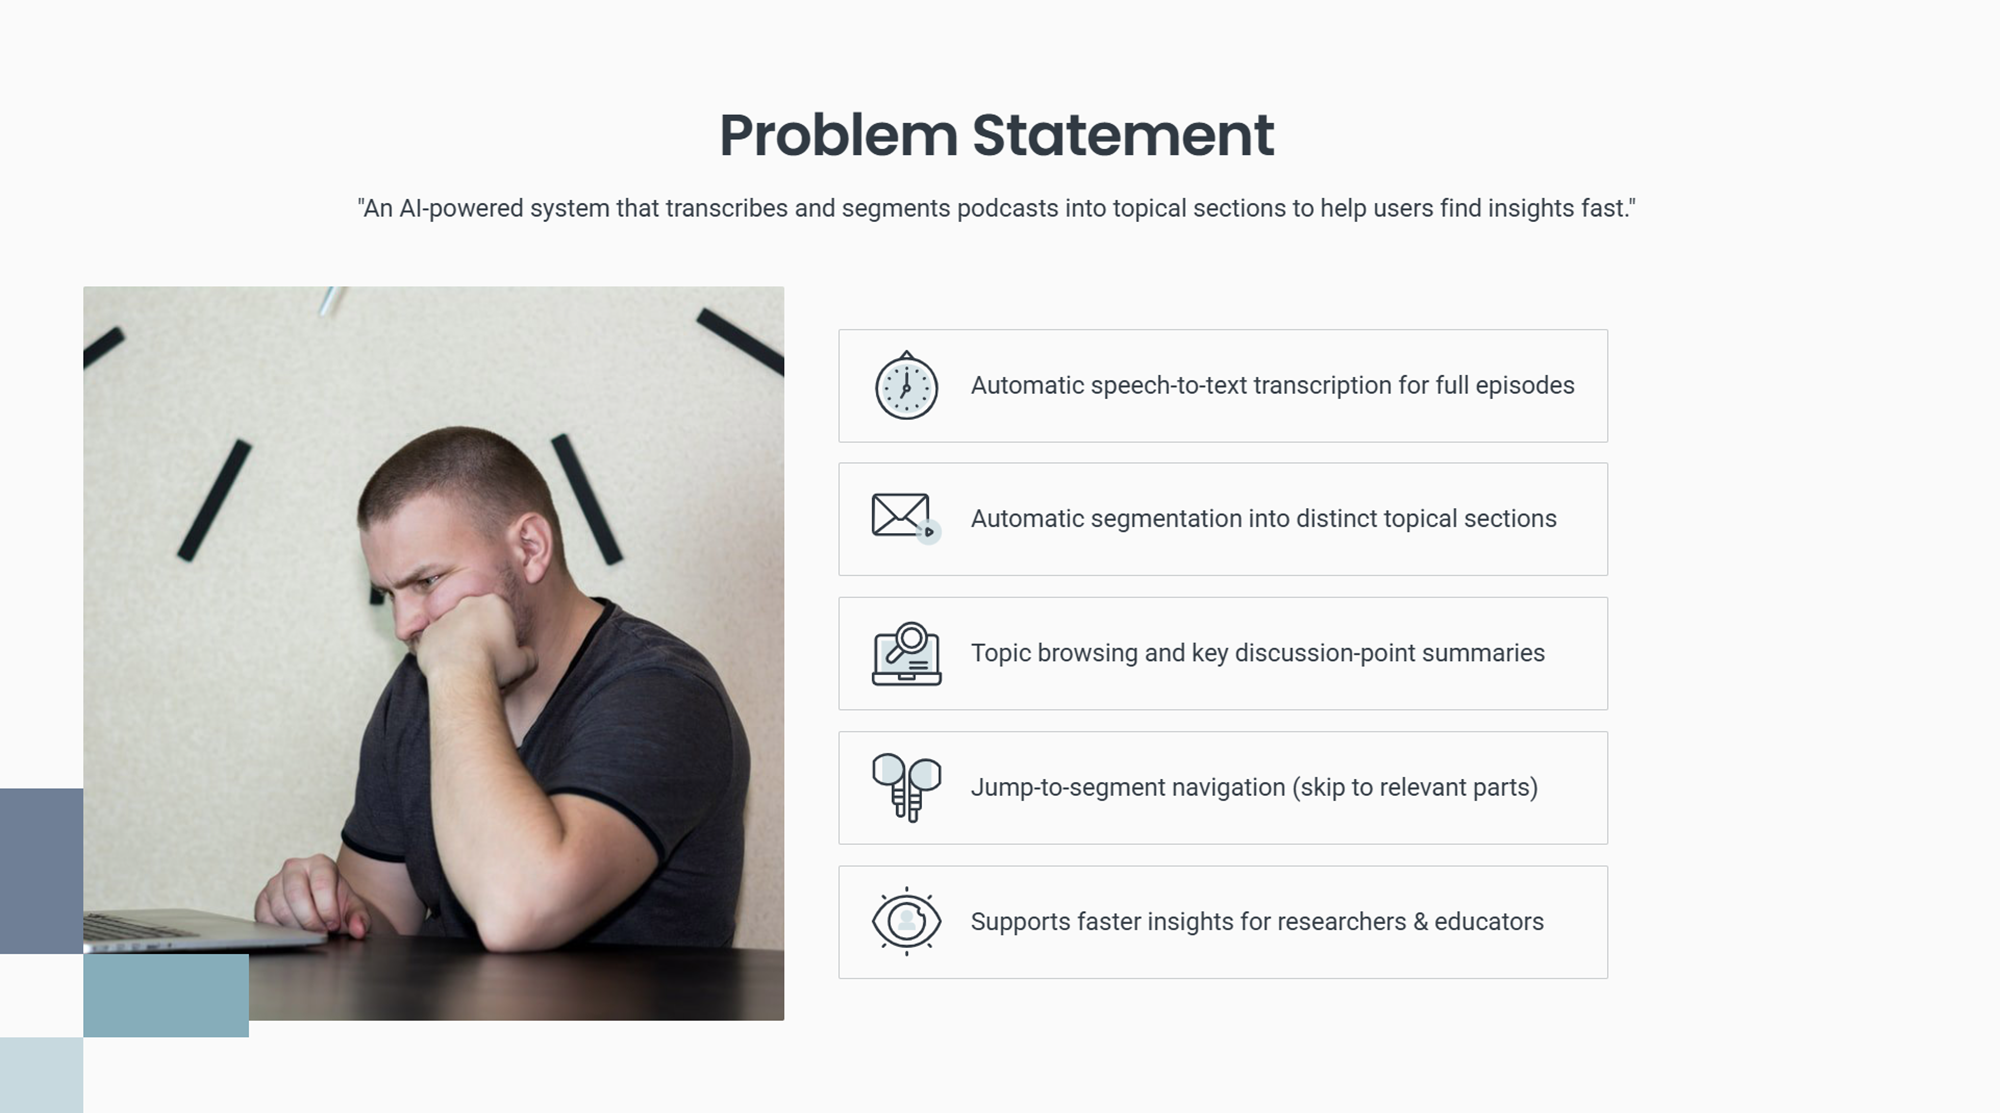 Problem Statement
"An AI-powered system that transcribes and segments podcasts into topical sections to help users find insights fast."
Automatic speech-to-text transcription for full episodes
Automatic segmentation into distinct topical sections
Topic browsing and key discussion-point summaries
Jump-to-segment navigation (skip to relevant parts)
Supports faster insights for researchers & educators